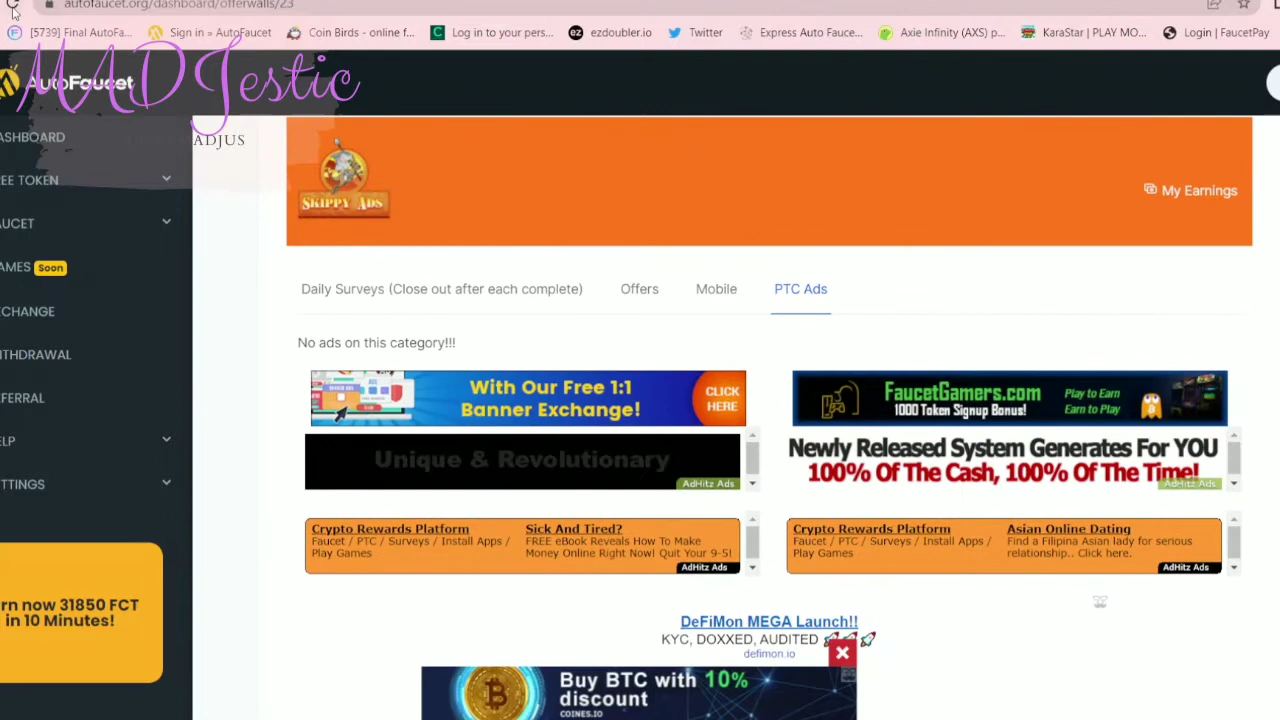 autofaucet.org/dashboard/offerwalls/23
[5739] Final AutoFa...
Sign in » AutoFaucet
Coin Birds - online f...
Log in to your pers...
ezdoubler.io
Twitter
Express Auto Fauce...
Axie Infinity (AXS) p...
KaraStar | PLAY MO...
Login | FaucetPay
AutoFaucet
MADJestic
ADJUS
ASHBOARD
REE TOKEN
AUCET
AMES Soon
CHANGE
ITHDRAWAL
EFERRAL
ELP
TTINGS
rn now 31850 FCT
in 10 Minutes!
SKIPPY ADS
My Earnings
Daily Surveys (Close out after each complete)
Offers
Mobile
PTC Ads
No ads on this category!!!
With Our Free 1:1
Banner Exchange!
CLICK
HERE
FaucetGamers.com
1000 Token Signup Bonus!
Play to Earn
Earn to Play
Unique & Revolutionary
AdHitz Ads
Newly Released System Generates For YOU
100% Of The Cash, 100% Of The Time!
AdHitz Ads
Crypto Rewards Platform
Faucet / PTC / Surveys / Install Apps /
Play Games
Sick And Tired?
FREE eBook Reveals How To Make
Money Online Right Now! Quit Your 9-5!
AdHitz Ads
Crypto Rewards Platform
Faucet / PTC / Surveys / Install Apps /
Play Games
Asian Online Dating
Find a Filipina Asian lady for serious
relationship.. Click here.
AdHitz Ads
DeFiMon MEGA Launch!!
KYC, DOXXED, AUDITED 🚀🚀🚀
defimon.io
Buy BTC with 10%
discount
COINES.IO